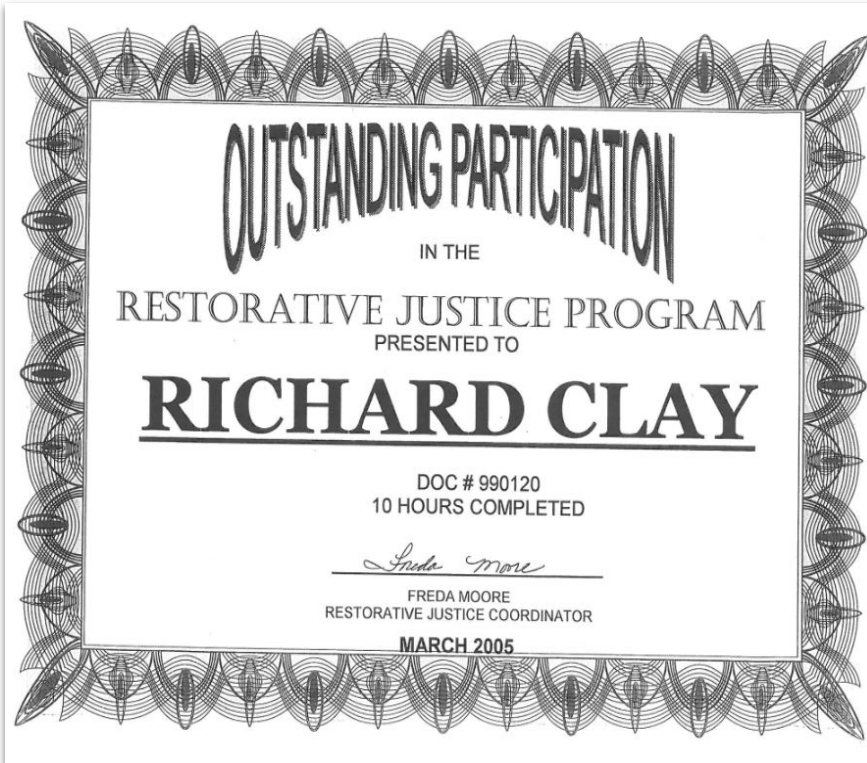 OUTSTANDING PARTICIPATION
IN THE
RESTORATIVE JUSTICE PROGRAM
PRESENTED TO
RICHARD CLAY
DOC # 990120
10 HOURS COMPLETED
Freda Moore
FREDA MOORE
RESTORATIVE JUSTICE COORDINATOR
MARCH 2005